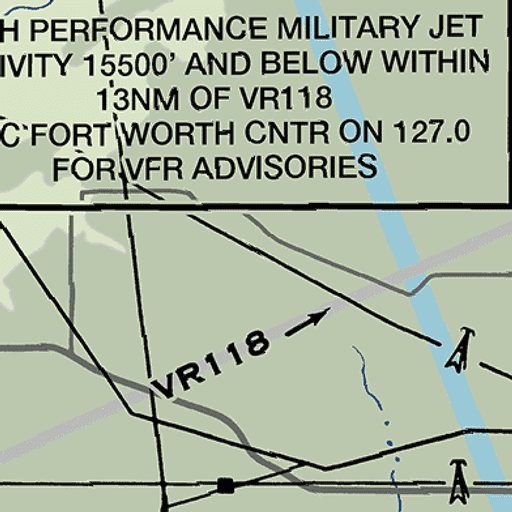 H PERFORMANCE MILITARY JET
IVITY 15500' AND BELOW WITHIN
13NM OF VR118
C FORT WORTH CNTR ON 127.0
FOR VFR ADVISORIES
VR118